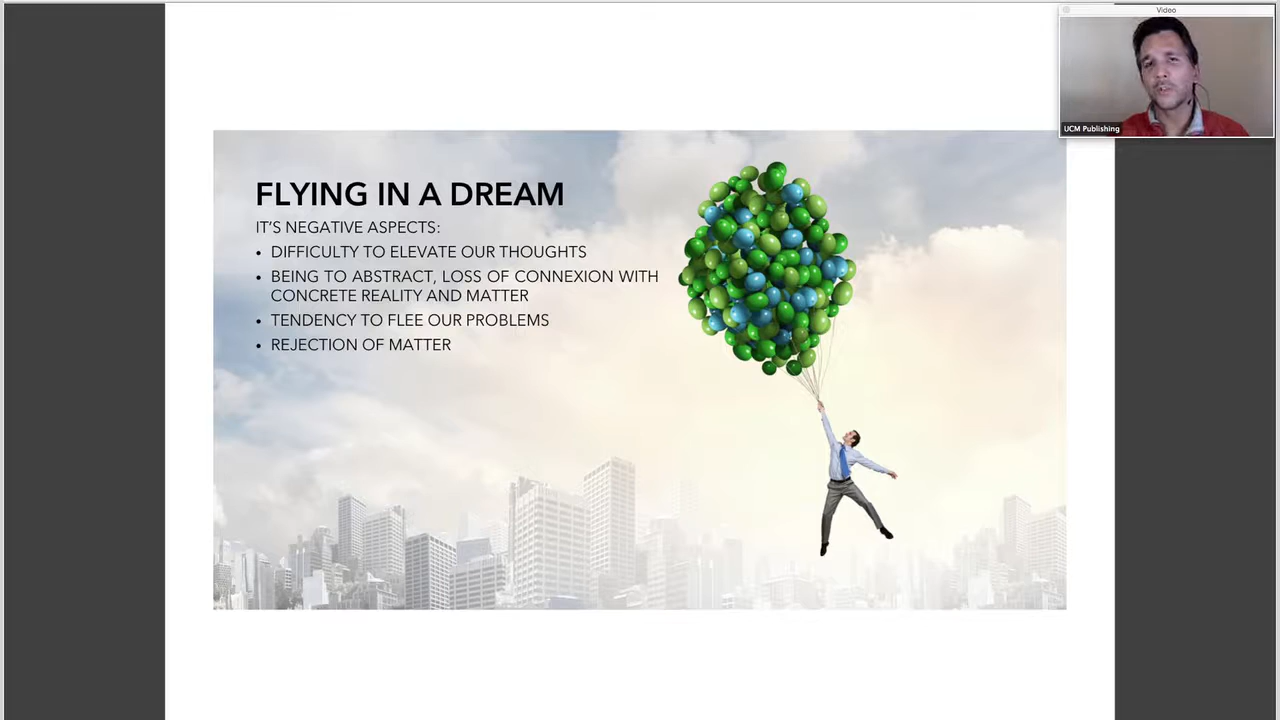 Video
UCM Publishing
FLYING IN A DREAM
IT'S NEGATIVE ASPECTS:
• DIFFICULTY TO ELEVATE OUR THOUGHTS
• BEING TO ABSTRACT, LOSS OF CONNEXION WITH
CONCRETE REALITY AND MATTER
• TENDENCY TO FLEE OUR PROBLEMS
• REJECTION OF MATTER